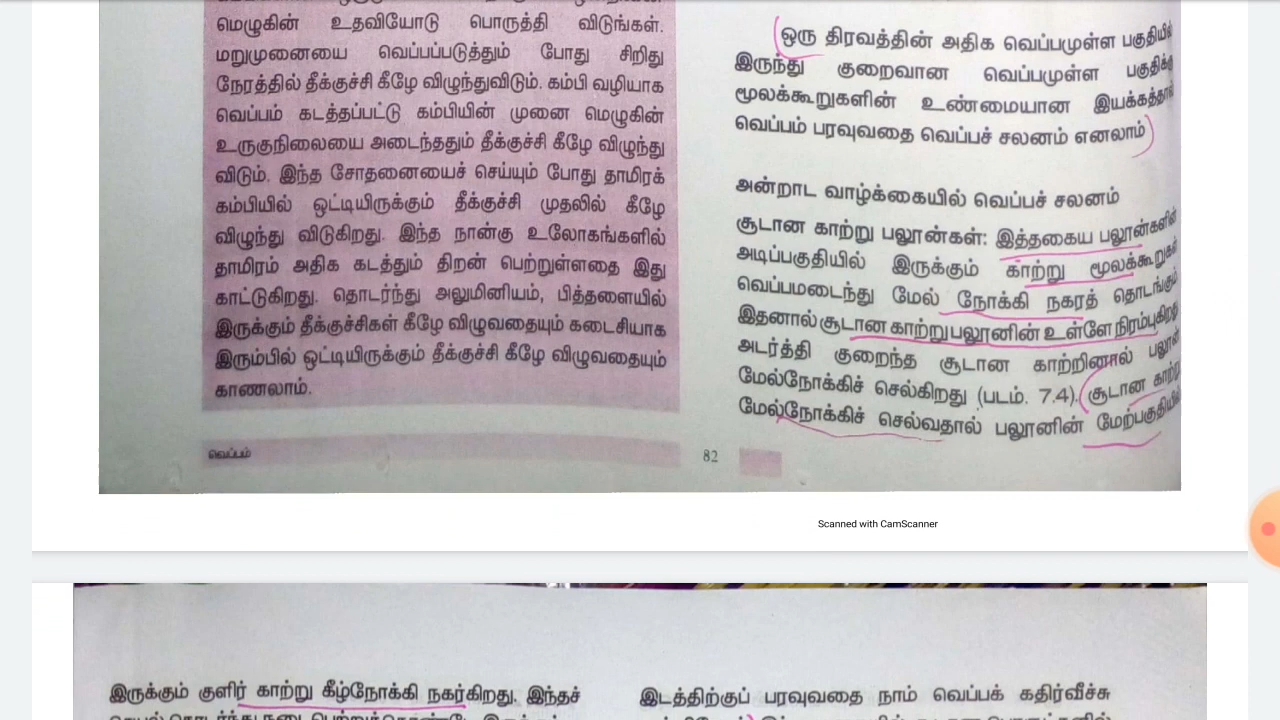 மெழுகின் உதவியோடு பொருத்தி விடுங்கள்.
மறுமுனையை வெப்பப்படுத்தும் போது சிறிது
நேரத்தில் தீக்குச்சி கீழே விழுந்துவிடும். கம்பி வழியாக
வெப்பம் கடத்தப்பட்டு கம்பியின் முனை மெழுகின்
உருகுநிலையை அடைந்ததும் தீக்குச்சி கீழே விழுந்து
விடும். இந்த சோதனையைச் செய்யும் போது தாமிரக்
கம்பியில் ஒட்டியிருக்கும் தீக்குச்சி முதலில் கீழே
விழுந்து விடுகிறது. இந்த நான்கு உலோகங்களில்
தாமிரம் அதிக கடத்தும் திறன் பெற்றுள்ளதை இது
காட்டுகிறது. தொடர்ந்து அலுமினியம், பித்தளையில்
இருக்கும் தீக்குச்சிகள் கீழே விழுவதையும் கடைசியாக
இரும்பில் ஒட்டியிருக்கும் தீக்குச்சி கீழே விழுவதையும்
காணலாம்.
ஒரு திரவத்தின் அதிக வெப்பமுள்ள பகுதியில்
இருந்து குறைவான வெப்பமுள்ள பகுதிக்கு
மூலக்கூறுகளின் உண்மையான இயக்கத்தால்
வெப்பம் பரவுவதை வெப்பச் சலனம் எனலாம்
அன்றாட வாழ்க்கையில் வெப்பச் சலனம்
சூடான காற்று பலூன்கள்: இத்தகைய பலூன்களின்
அடிப்பகுதியில் இருக்கும் காற்று மூலக்கூறுகள்
வெப்பமடைந்து மேல் நோக்கி நகரத் தொடங்கும்
இதனால் சூடான காற்று பலூனின் உள்ளே நிரம்புகிறது
அடர்த்தி குறைந்த சூடான காற்றினால் பலூன்
மேல்நோக்கிச் செல்கிறது (படம். 7.4). சூடான காற்று
மேல்நோக்கிச் செல்வதால் பலூனின் மேற்பகுதியில்
வெப்பம்
82
Scanned with CamScanner
இருக்கும் குளிர் காற்று கீழ்நோக்கி நகர்கிறது. இந்தச்
இடத்திற்குப் பரவுவதை நாம் வெப்பக் கதிர்வீச்சு